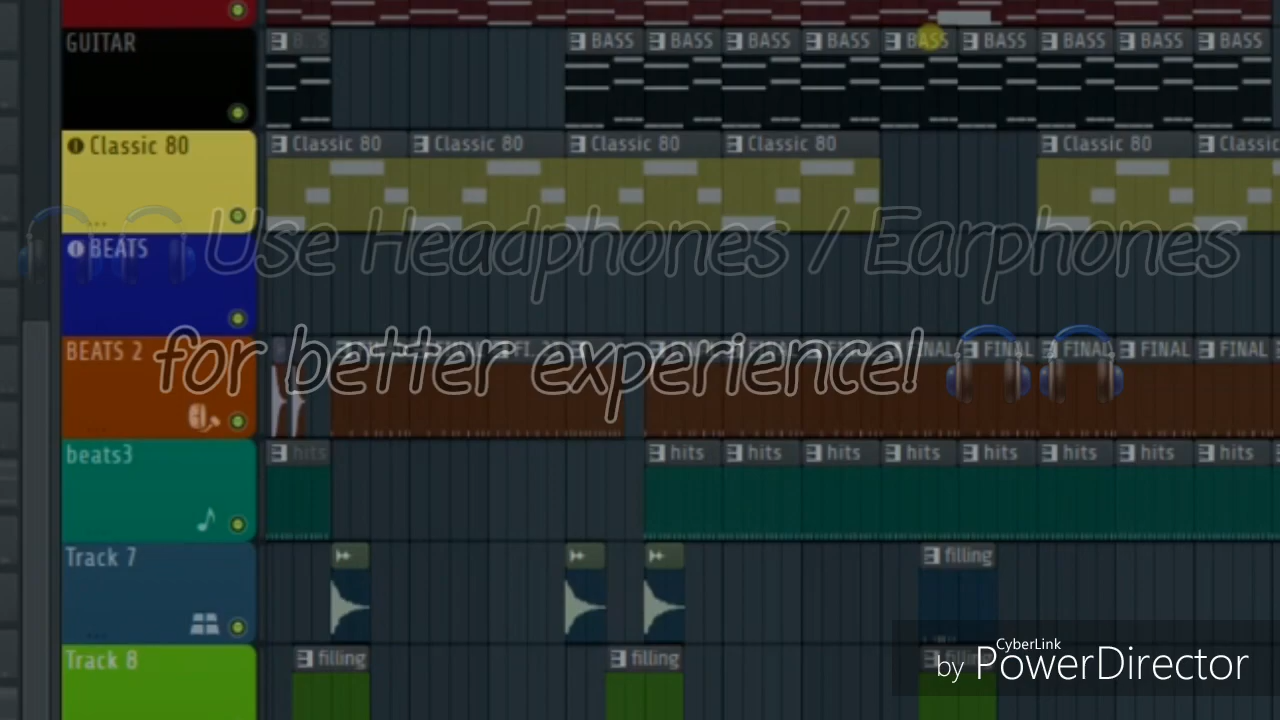 GUITAR
BASS BASS BASS BASS BASS BASS BASS BASS BASS
Classic 80
Classic 80 Classic 80 Classic 80 Classic 80 Classic 80 Classic
BEATS
Use Headphones / Earphones
BEATS 2
FINAL FINAL FINAL FINAL
for better experience!
beats3
hits hits hits hits hits hits hits hits hits
Track 7
filling
Track 8
filling filling filling
CyberLink
by PowerDirector